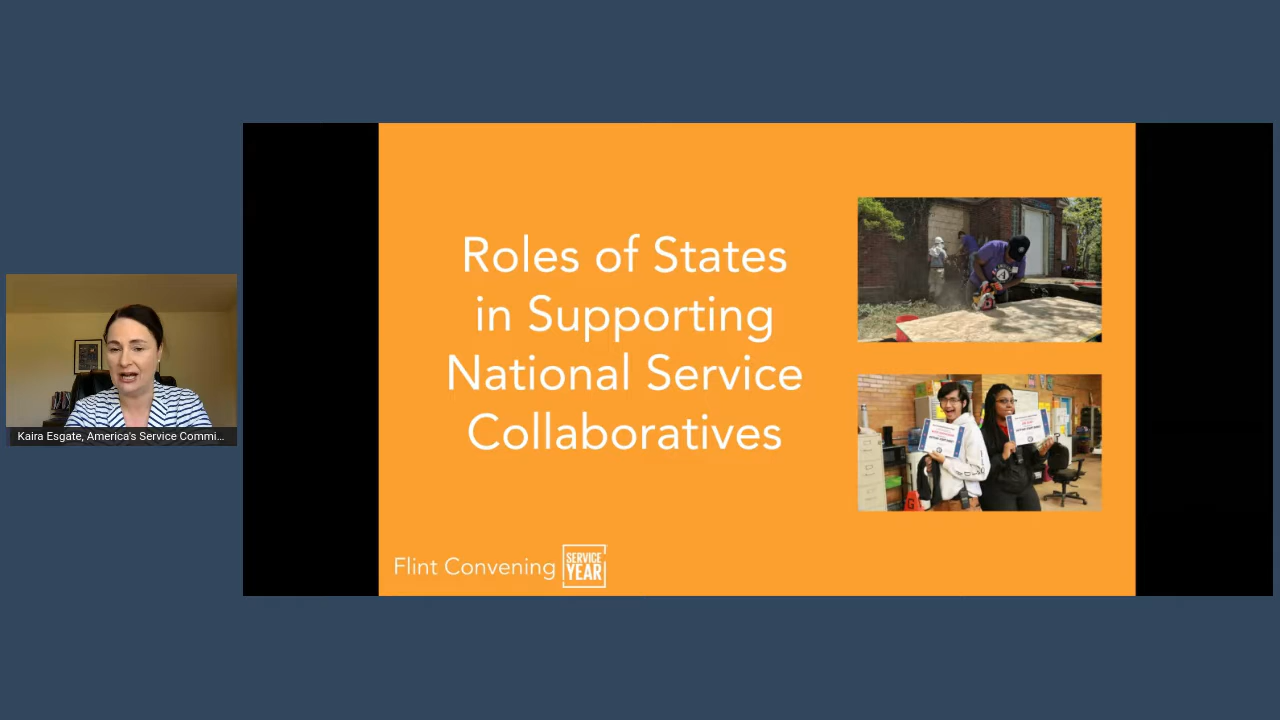 Roles of States
in Supporting
National Service
Collaboratives
Kaira Esgate, America's Service Commi...
Flint Convening
SERVICE
YEAR